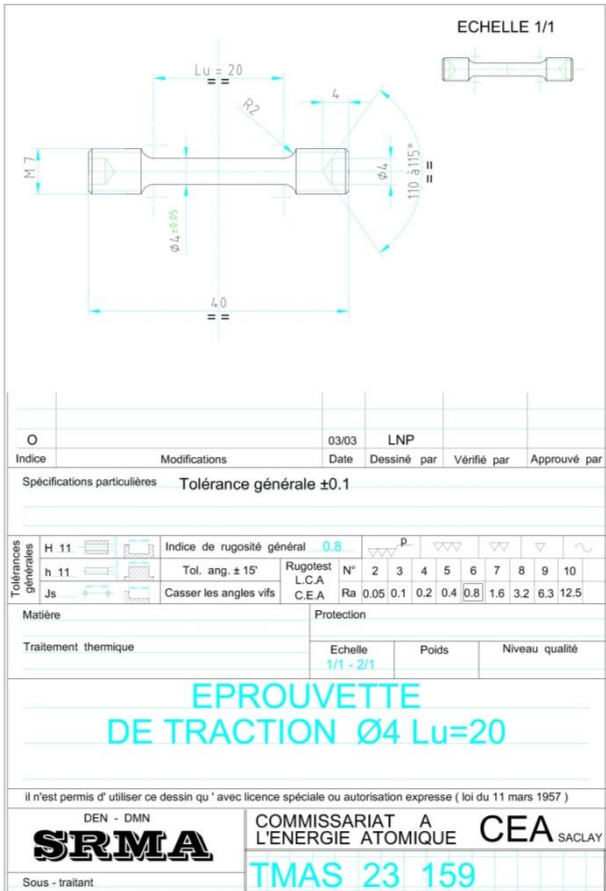 ECHELLE 1/1
Lu = 20
4
R2
M 7
Ø4
110 à 115°
Ø4±0.05
40
O 03/03 LNP
Indice Modifications Date Dessiné par Vérifié par Approuvé par
Spécifications particulières Tolérance générale ±0.1
Tolérances générales
H 11 Indice de rugosité général 0.8 p
h 11 Tol. ang. ± 15' Rugotest L.C.A C.E.A N° 2 3 4 5 6 7 8 9 10
Js Casser les angles vifs Ra 0.05 0.1 0.2 0.4 0.8 1.6 3.2 6.3 12.5
Matière Protection
Traitement thermique Echelle Poids Niveau qualité
1/1 - 2/1
EPROUVETTE
DE TRACTION Ø4 Lu=20
il n'est permis d' utiliser ce dessin qu ' avec licence spéciale ou autorisation expresse ( loi du 11 mars 1957 )
DEN - DMN
SRMA
COMMISSARIAT A
L'ENERGIE ATOMIQUE CEA SACLAY
Sous - traitant
TMAS 23 159